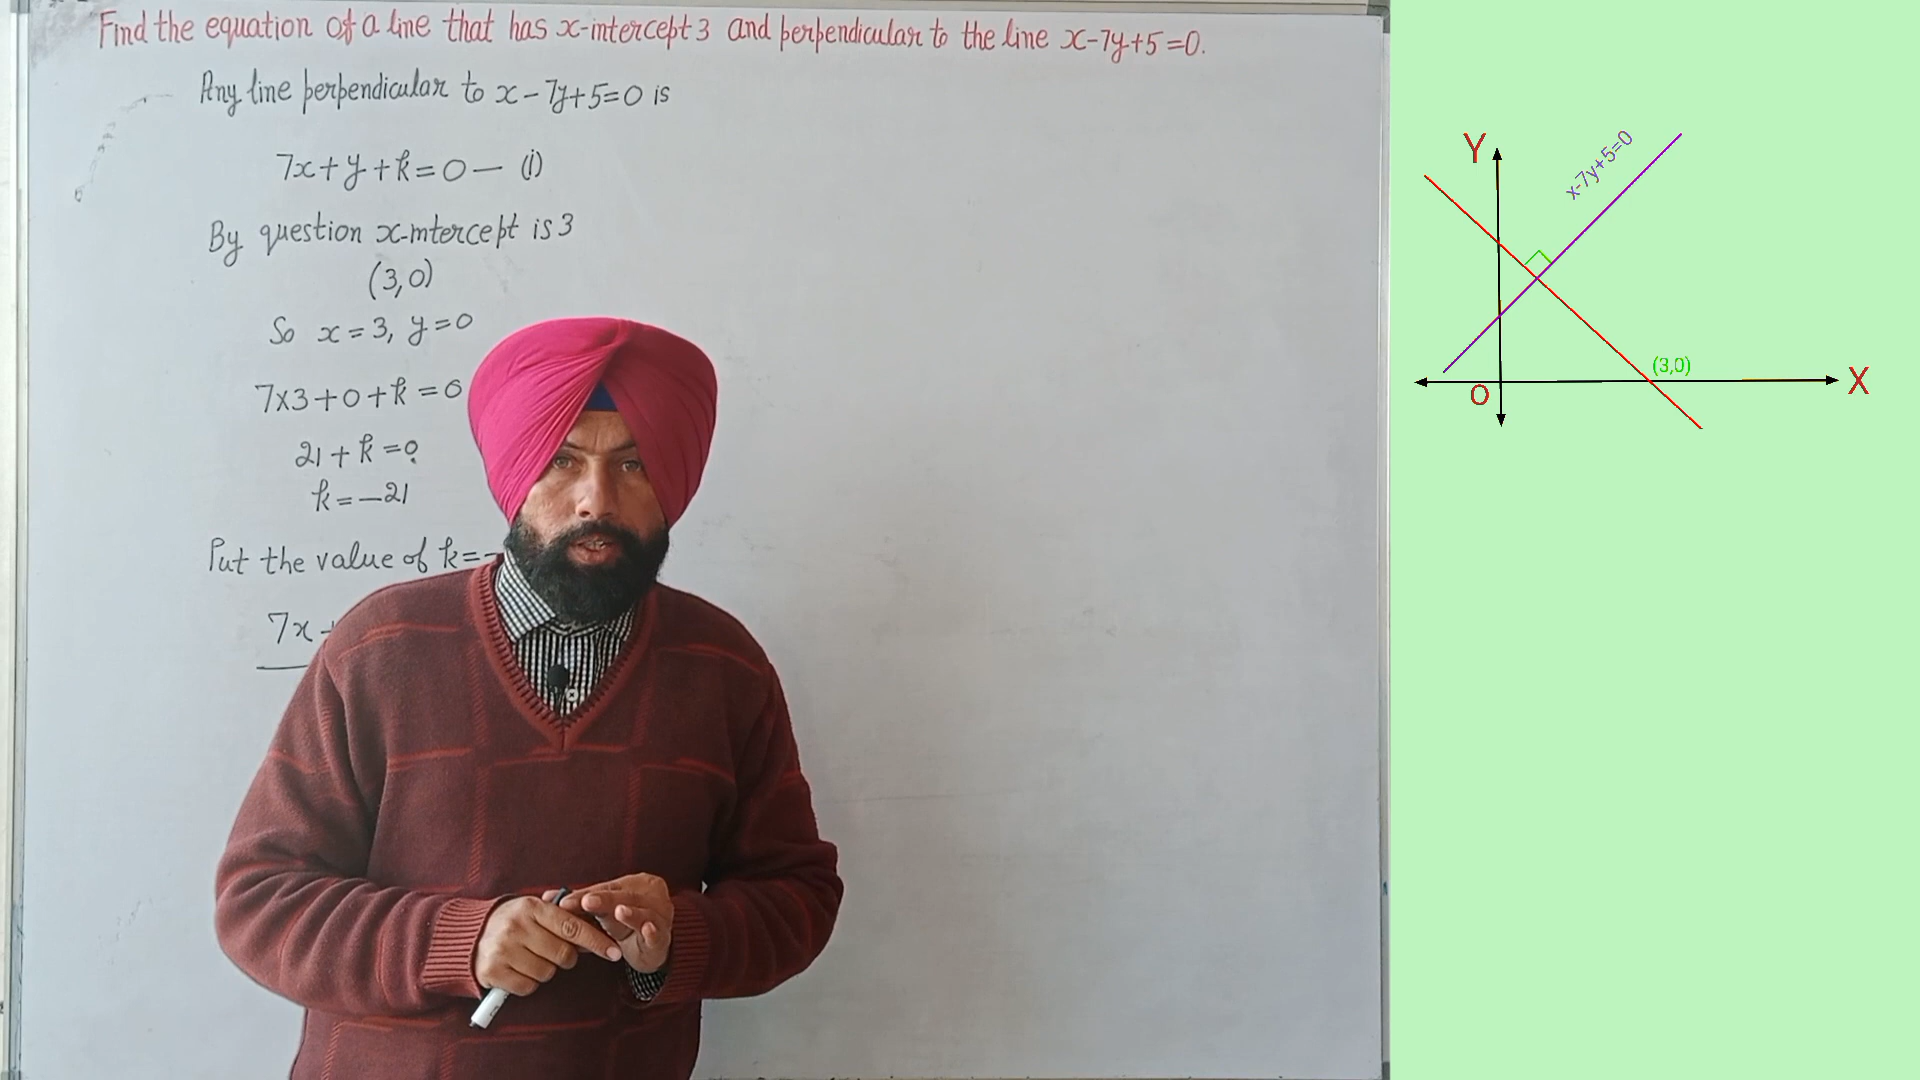 Find the equation of a line that has x-intercept 3 and perpendicular to the line x-7y+5=0.
Any line perpendicular to x-7y+5=0 is
7x+y+k=0— (i)
By question x-intercept is 3
(3,0)
So x=3, y=0
7x3+0+k=0
21+k=0
k=-21
Put the value of k=-
7x+
Y
x-7y+5=0
(3,0)
O
X